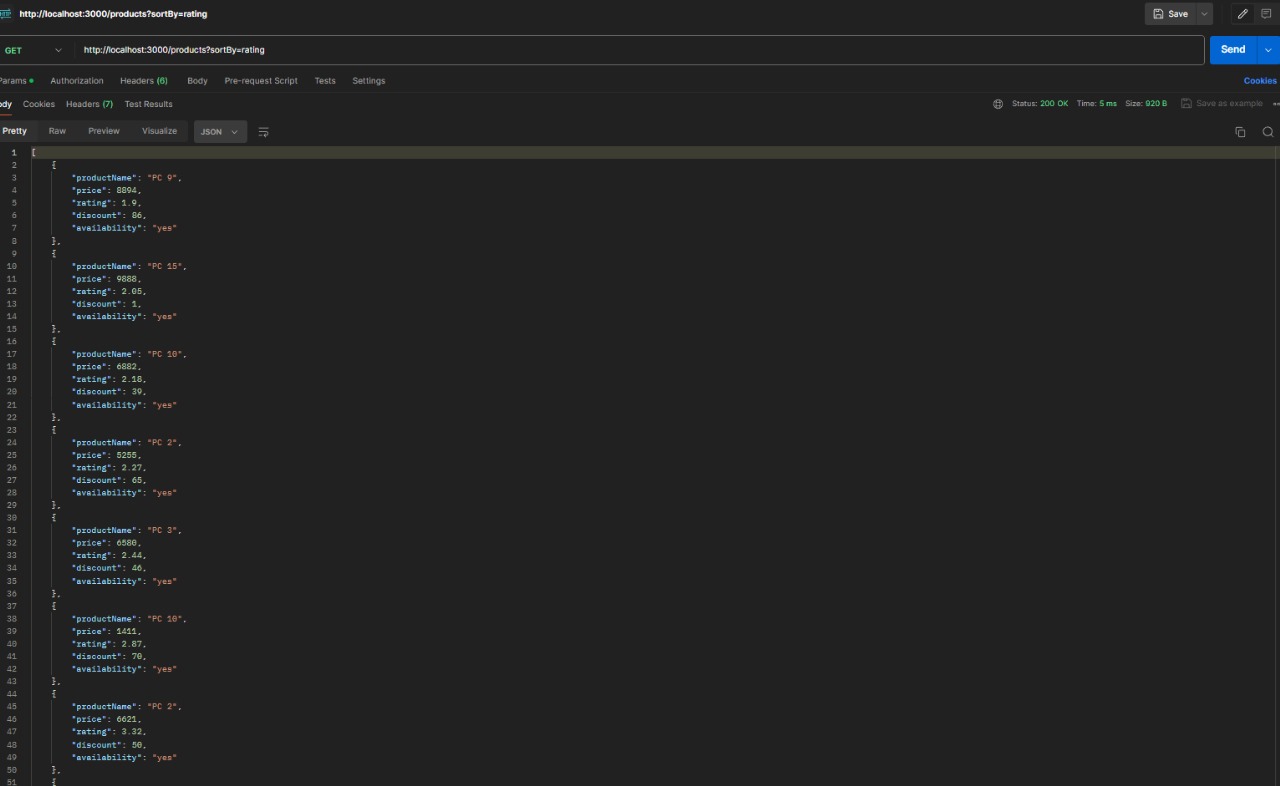 http://localhost:3000/products?sortBy=rating
Save
GET
http://localhost:3000/products?sortBy=rating
Send
Params
Authorization
Headers (6)
Body
Pre-request Script
Tests
Settings
Cookies
ody
Cookies
Headers (7)
Test Results
Status: 200 OK
Time: 5 ms
Size: 920 B
Save as example
Pretty
Raw
Preview
Visualize
JSON
1 [
2 {
3 "productName": "PC 9",
4 "price": 8894,
5 "rating": 1.9,
6 "discount": 86,
7 "availability": "yes"
8 },
9 {
10 "productName": "PC 15",
11 "price": 9888,
12 "rating": 2.05,
13 "discount": 1,
14 "availability": "yes"
15 },
16 {
17 "productName": "PC 10",
18 "price": 6882,
19 "rating": 2.18,
20 "discount": 39,
21 "availability": "yes"
22 },
23 {
24 "productName": "PC 2",
25 "price": 5255,
26 "rating": 2.27,
27 "discount": 65,
28 "availability": "yes"
29 },
30 {
31 "productName": "PC 3",
32 "price": 6580,
33 "rating": 2.44,
34 "discount": 46,
35 "availability": "yes"
36 },
37 {
38 "productName": "PC 10",
39 "price": 1411,
40 "rating": 2.87,
41 "discount": 70,
42 "availability": "yes"
43 },
44 {
45 "productName": "PC 2",
46 "price": 6621,
47 "rating": 3.32,
48 "discount": 50,
49 "availability": "yes"
50 },
51 {